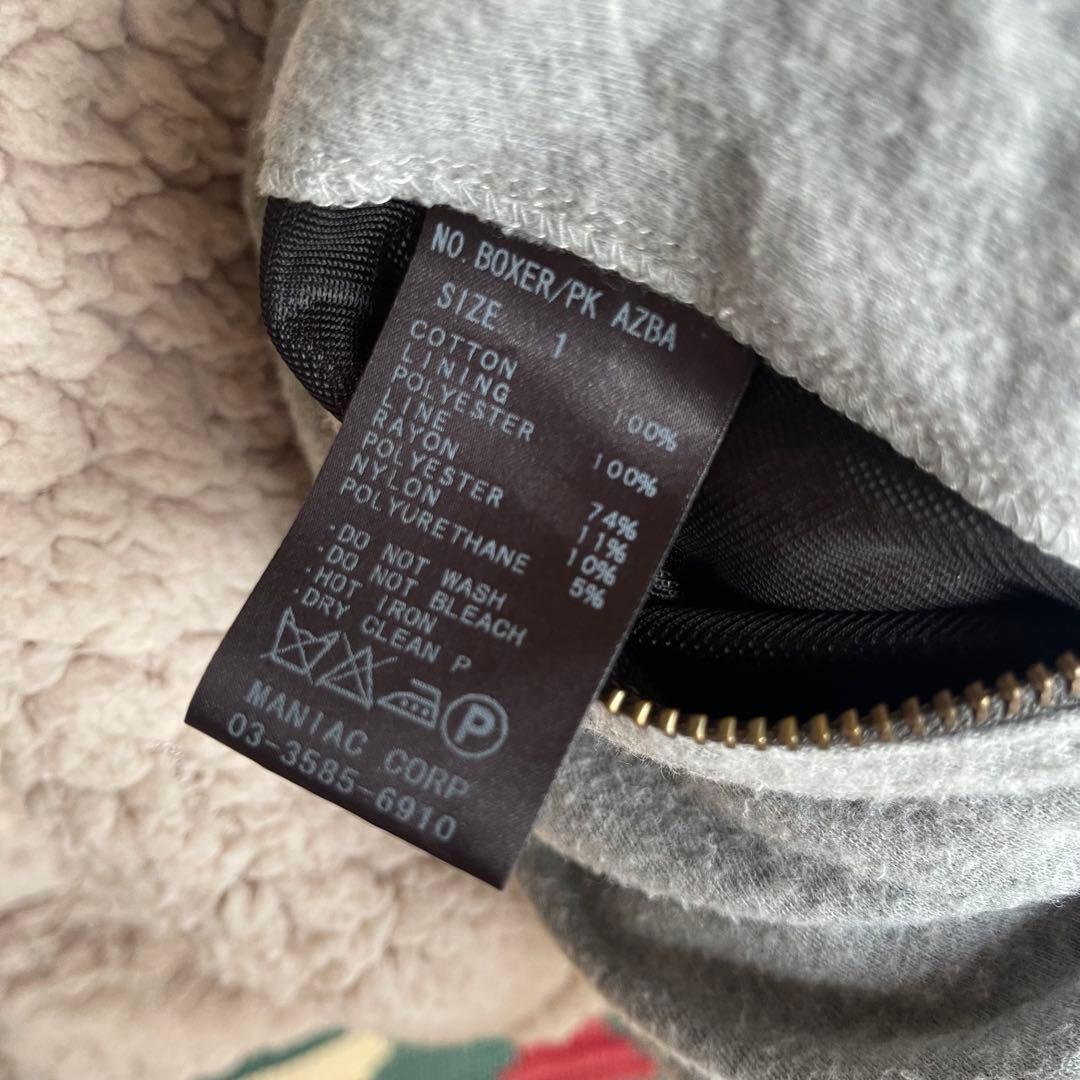 NO. BOXER/PK AZBA
SIZE 1
COTTON 100%
LINING
POLYESTER 100%
LINE
RAYON 74%
POLYESTER 11%
NYLON 10%
POLYURETHANE 5%
·DO NOT WASH
·DO NOT BLEACH
·HOT IRON
·DRY CLEAN P
P
MANIAC CORP
03-3585-6910